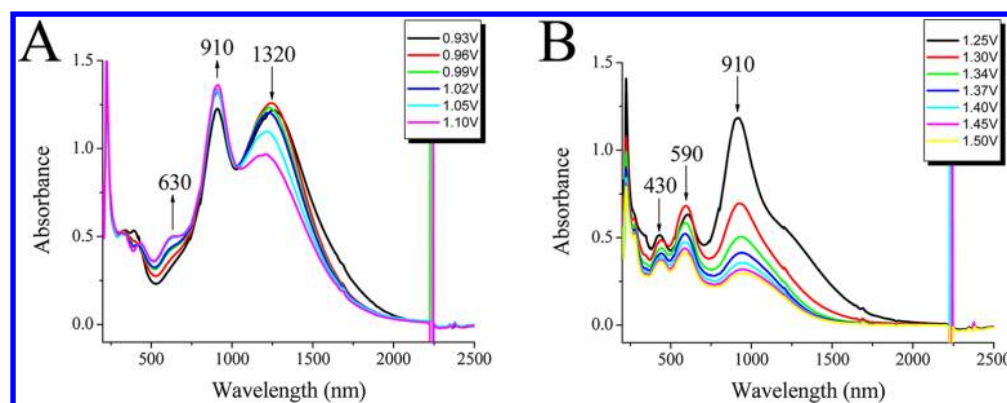 A
910
1320
630
0.93V
0.96V
0.99V
1.02V
1.05V
1.10V
1.5
1.0
0.5
0.0
Absorbance
500 1000 1500 2000 2500
Wavelength (nm)
B
910
590
430
1.25V
1.30V
1.34V
1.37V
1.40V
1.45V
1.50V
1.5
1.0
0.5
0.0
Absorbance
500 1000 1500 2000 2500
Wavelength (nm)